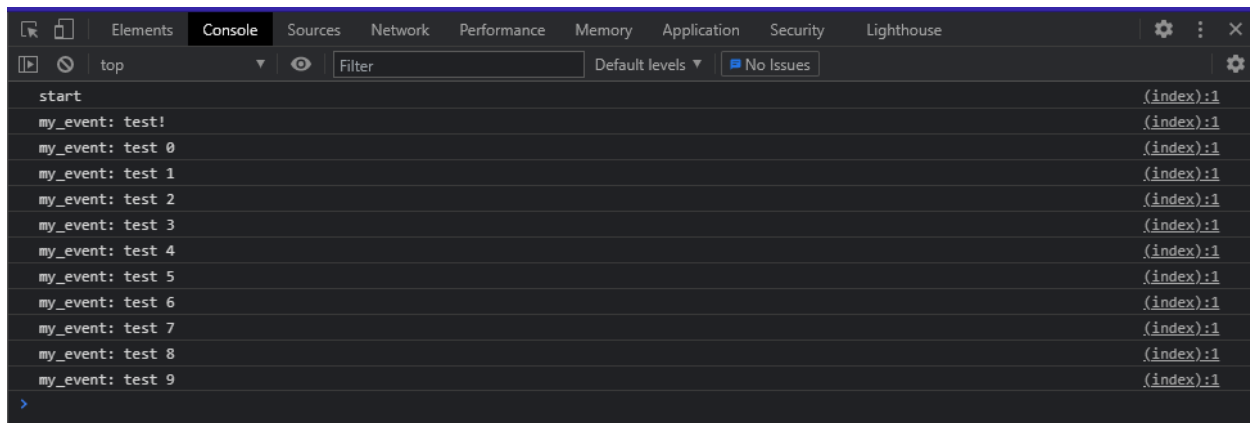 Elements Console Sources Network Performance Memory Application Security Lighthouse
top Filter Default levels No Issues
start (index):1
my_event: test! (index):1
my_event: test 0 (index):1
my_event: test 1 (index):1
my_event: test 2 (index):1
my_event: test 3 (index):1
my_event: test 4 (index):1
my_event: test 5 (index):1
my_event: test 6 (index):1
my_event: test 7 (index):1
my_event: test 8 (index):1
my_event: test 9 (index):1